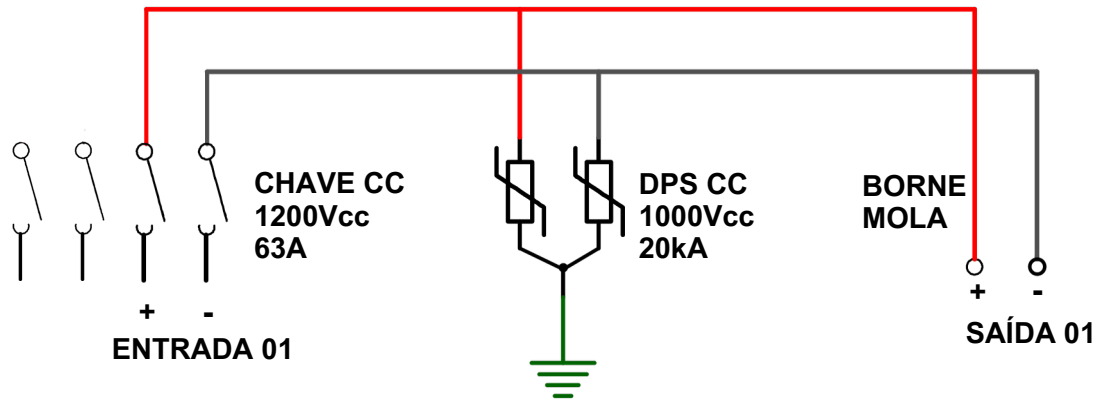 CHAVE CC
1200Vcc
63A
DPS CC
1000Vcc
20kA
BORNE
MOLA
+ -
ENTRADA 01
+ -
SAÍDA 01